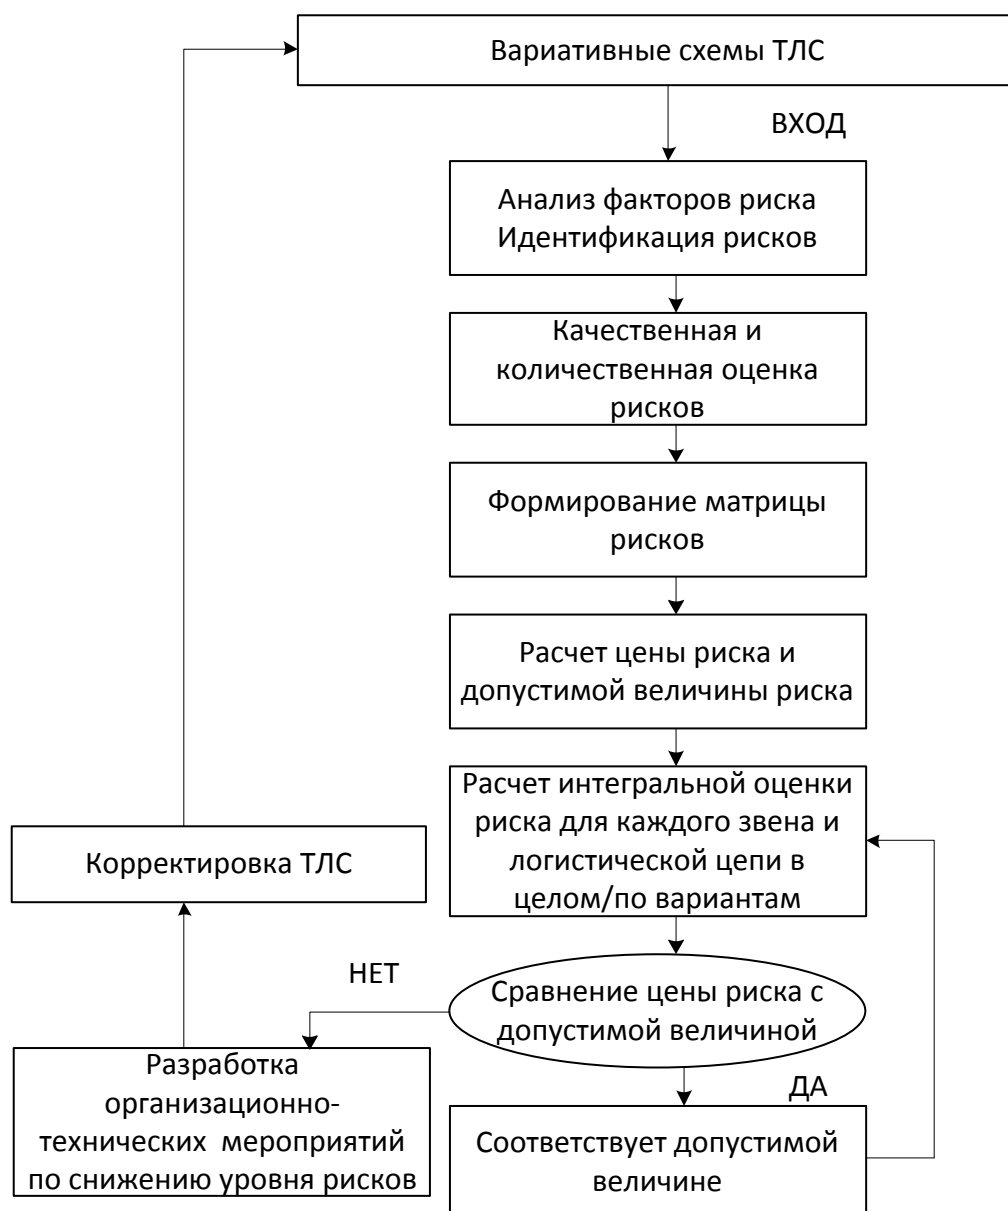 Вариативные схемы ТЛС
ВХОД
Анализ факторов риска
Идентификация рисков
Качественная и
количественная оценка
рисков
Формирование матрицы
рисков
Расчет цены риска и
допустимой величины риска
Расчет интегральной оценки
риска для каждого звена и
логистической цепи в
целом/по вариантам
Корректировка ТЛС
НЕТ
Сравнение цены риска с
допустимой величиной
Разработка
организационно-
технических мероприятий
по снижению уровня рисков
ДА
Соответствует допустимой
величине